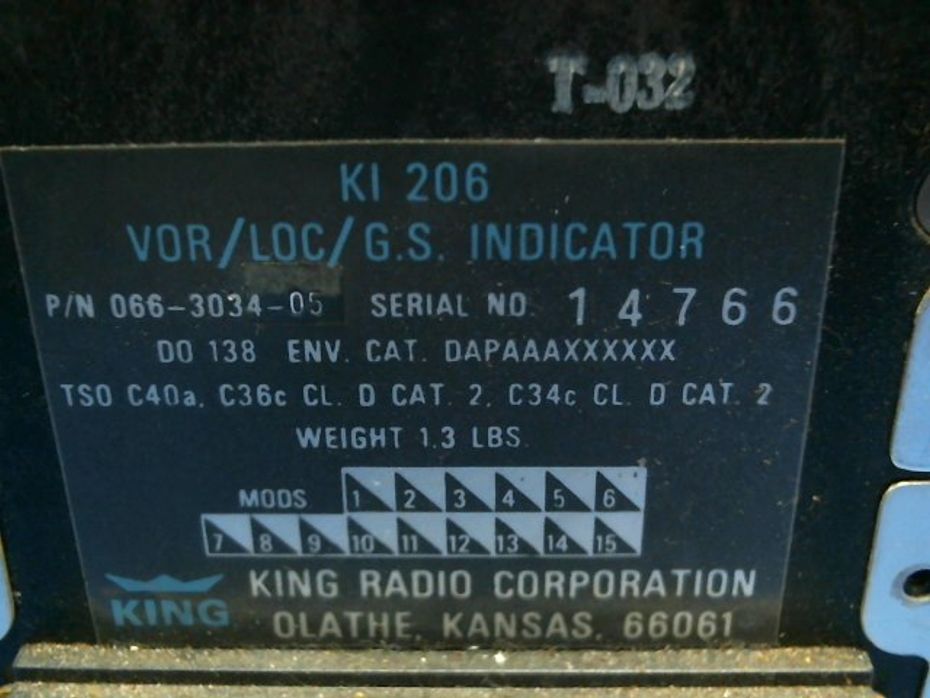 T-032
KI 206
VOR/LOC/G.S. INDICATOR
P/N 066-3034-05 SERIAL NO. 14766
DO 138 ENV. CAT. DAPAAAXXXXXX
TSO C40a, C36c CL. D CAT. 2, C34c CL. D CAT. 2
WEIGHT 1.3 LBS.
MODS 1 2 3 4 5 6
7 8 9 10 11 12 13 14 15
KING KING RADIO CORPORATION
OLATHE, KANSAS, 66061